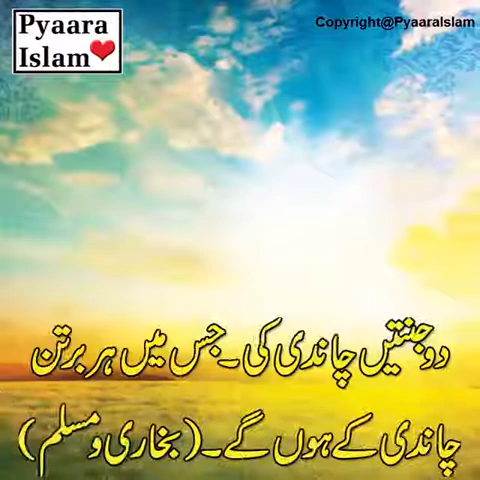 Pyaara
Islam
Copyright@PyaaraIslam
دو جنتیں چاندی کی۔ جس میں ہر برتن
چاندی کے ہوں گے۔ (بخاری و مسلم)